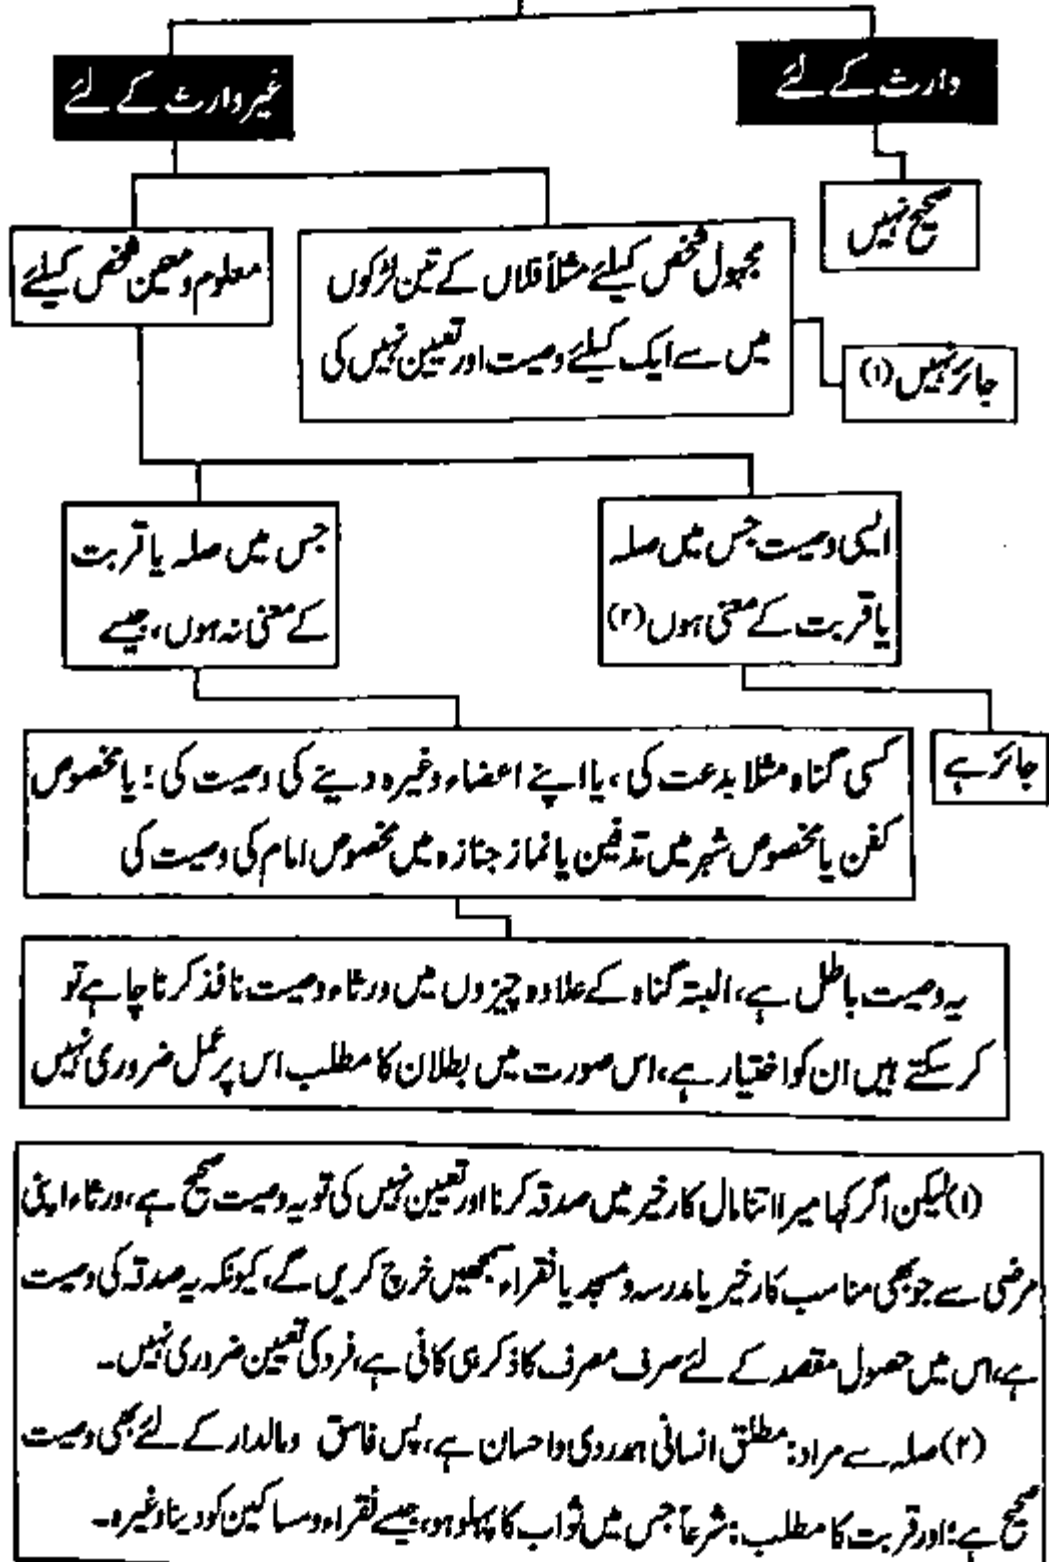 وارث کے لئے
غیر وارث کے لئے
صحیح نہیں
مجہول شخص کیلئے مثلاً فلاں کے تین لڑکوں
میں سے ایک کیلئے وصیت اور تعیین نہیں کی
معلوم و معین شخص کیلئے
جائز نہیں (۱)
ایسی وصیت جس میں صلہ
یا قربت کے معنی ہوں (۲)
جس میں صلہ یا قربت
کے معنی نہ ہوں، جیسے
جائز ہے
کسی گناہ مثلا بدعت کی، یا اپنے اعضاء وغیرہ دینے کی وصیت کی؛ یا مخصوص
کفن یا مخصوص شہر میں تدفین یا نماز جنازہ میں مخصوص امام کی وصیت کی
یہ وصیت باطل ہے، البتہ گناہ کے علاوہ چیزوں میں ورثاء وصیت نافذ کرنا چاہے تو
کر سکتے ہیں ان کو اختیار ہے، اس صورت میں بطلان کا مطلب اس پر عمل ضروری نہیں
(۱) لیکن اگر کہا میرا اتنا مال کار خیر میں صدقہ کرنا اور تعیین نہیں کی تو یہ وصیت صحیح ہے، ورثاء اپنی
مرضی سے جو بھی مناسب کار خیر یا مدرسہ و مسجد یا فقراء سمجھیں خرچ کریں گے، کیونکہ یہ صدقہ کی وصیت
ہے، اس میں حصول مقصد کے لئے صرف مصرف کا ذکر ہی کافی ہے، فرد کی تعیین ضروری نہیں۔
(۲) صلہ سے مراد: مطلق انسانی ہمدردی و احسان ہے، پس فاسق و مالدار کے لئے بھی وصیت
صحیح ہے؛ اور قربت کا مطلب: شرعاً جس میں ثواب کا پہلو ہو، جیسے فقراء و مساکین کو دینا وغیرہ۔